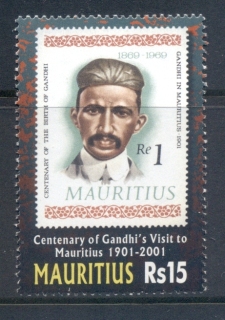 1869-1969
CENTENARY OF THE BIRTH OF GANDHI
GANDHI IN MAURITIUS 1901
Re 1
MAURITIUS
Centenary of Gandhi's Visit to
Mauritius 1901-2001
MAURITIUS Rs15